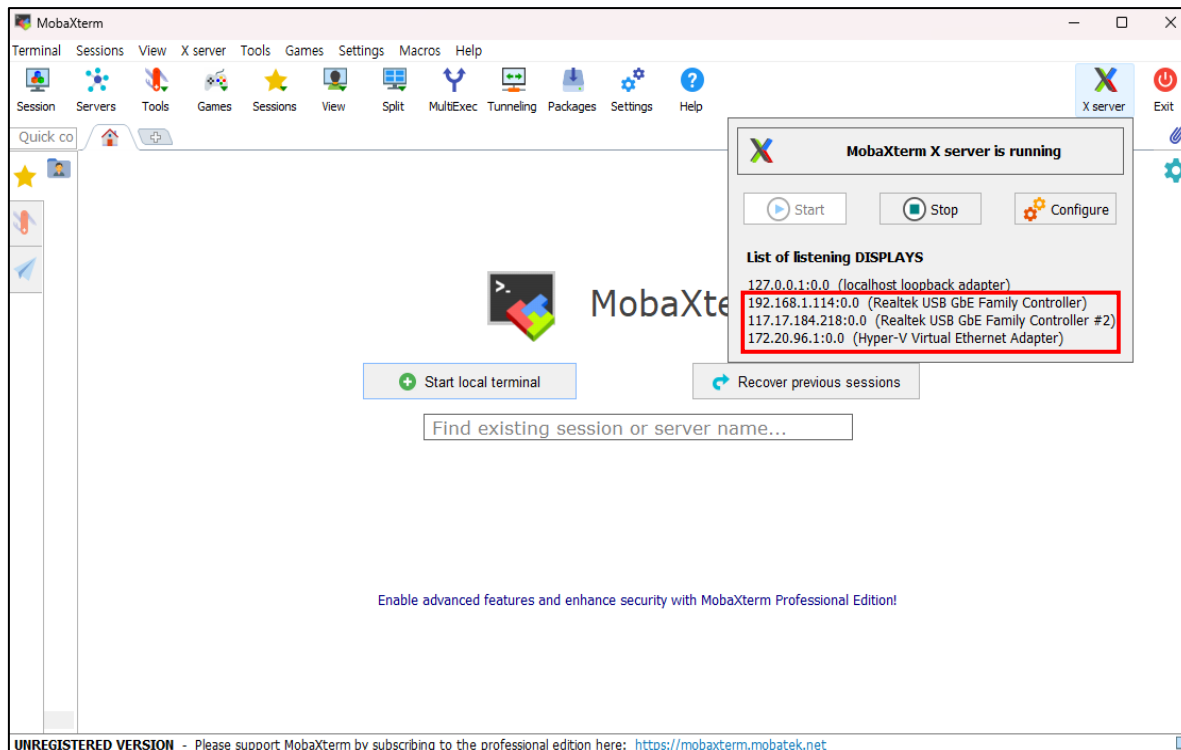 MobaXterm
Terminal Sessions View X server Tools Games Settings Macros Help
Session Servers Tools Games Sessions View Split MultiExec Tunneling Packages Settings Help X server Exit
Quick co
MobaXterm X server is running
Start Stop Configure
List of listening DISPLAYS
127.0.0.1:0.0 (localhost loopback adapter)
192.168.1.114:0.0 (Realtek USB GbE Family Controller)
117.17.184.218:0.0 (Realtek USB GbE Family Controller #2)
172.20.96.1:0.0 (Hyper-V Virtual Ethernet Adapter)
MobaXte
Start local terminal Recover previous sessions
Find existing session or server name...
Enable advanced features and enhance security with MobaXterm Professional Edition!
UNREGISTERED VERSION - Please support MobaXterm by subscribing to the professional edition here: https://mobaxterm.mobatek.net